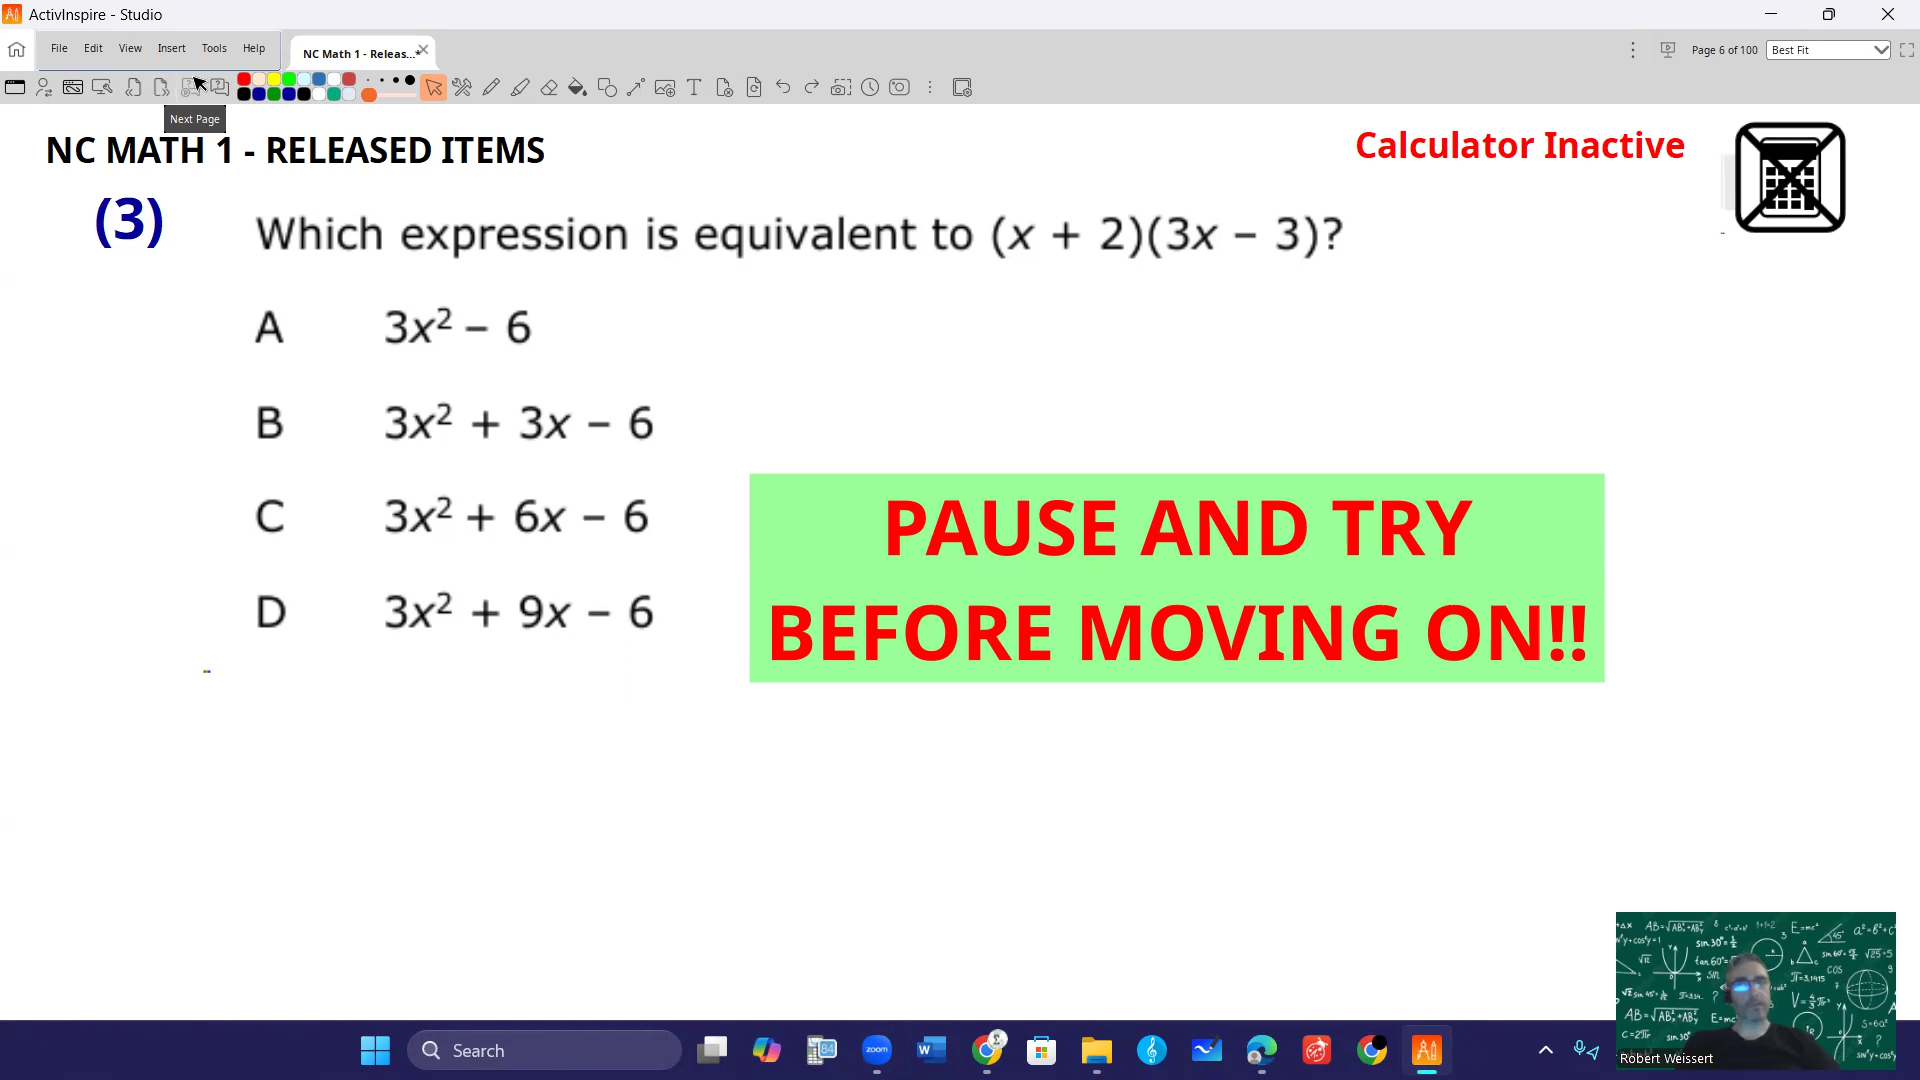 ActivInspire - Studio
File Edit View Insert Tools Help
NC Math 1 - Releas...*
Page 6 of 100 Best Fit
Next Page
NC MATH 1 - RELEASED ITEMS
Calculator Inactive
(3)
Which expression is equivalent to (x + 2)(3x – 3)?
A 3x² – 6
B 3x² + 3x – 6
C 3x² + 6x – 6
D 3x² + 9x – 6
PAUSE AND TRY
BEFORE MOVING ON!!
Search
84
zoom
Robert Weissert